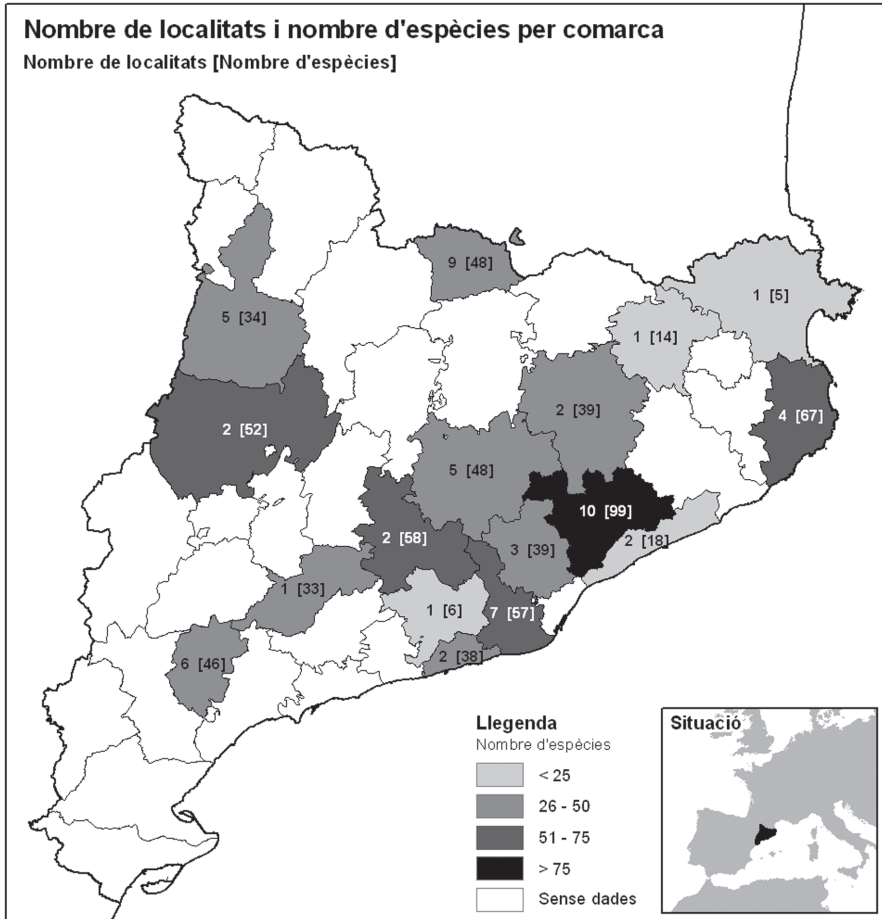 Nombre de localitats i nombre d'espècies per comarca
Nombre de localitats [Nombre d'espècies]
9 [48]
1 [5]
5 [34]
1 [14]
2 [39]
4 [67]
2 [52]
5 [48]
10 [99]
2 [58]
3 [39]
2 [18]
1 [33]
1 [6]
7 [57]
2 [38]
6 [46]
Llegenda
Nombre d'espècies
< 25
26 - 50
51 - 75
> 75
Sense dades
Situació